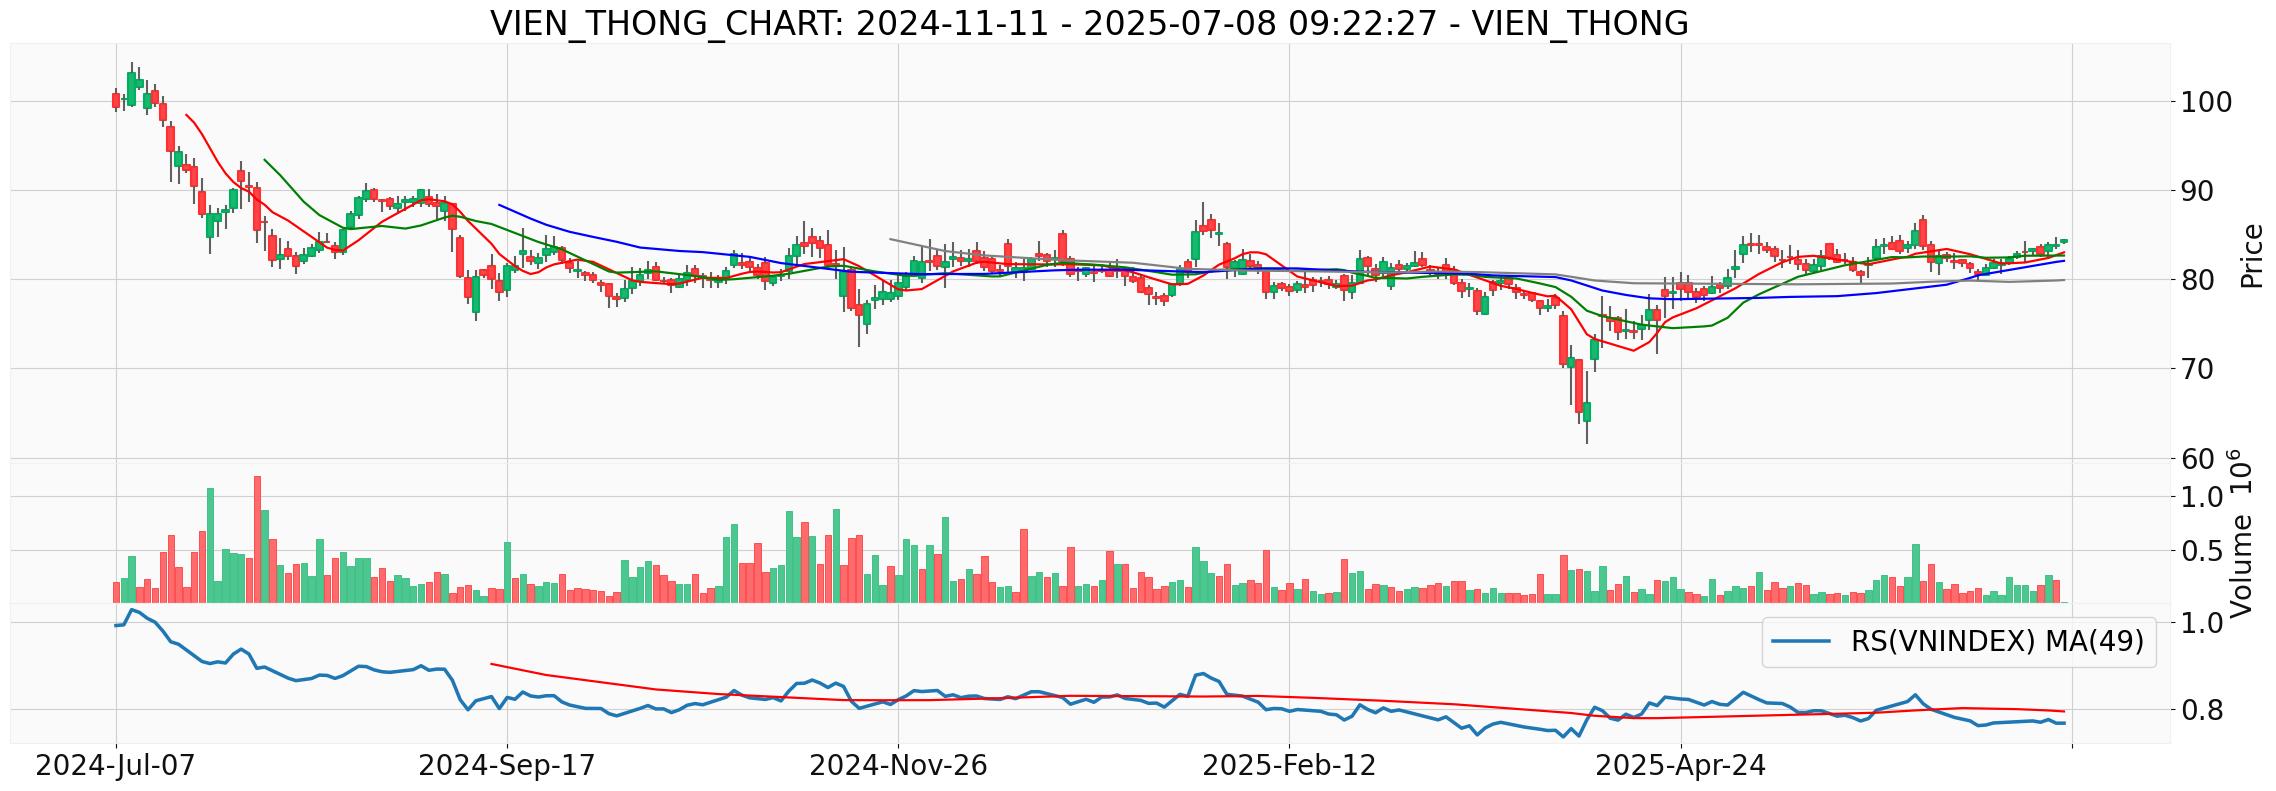 VIEN_THONG_CHART: 2024-11-11 - 2025-07-08 09:22:27 - VIEN_THONG
100
90
80
70
60
Price
1.0
0.5
Volume 10⁶
RS(VNINDEX) MA(49)
1.0
0.8
2024-Jul-07
2024-Sep-17
2024-Nov-26
2025-Feb-12
2025-Apr-24